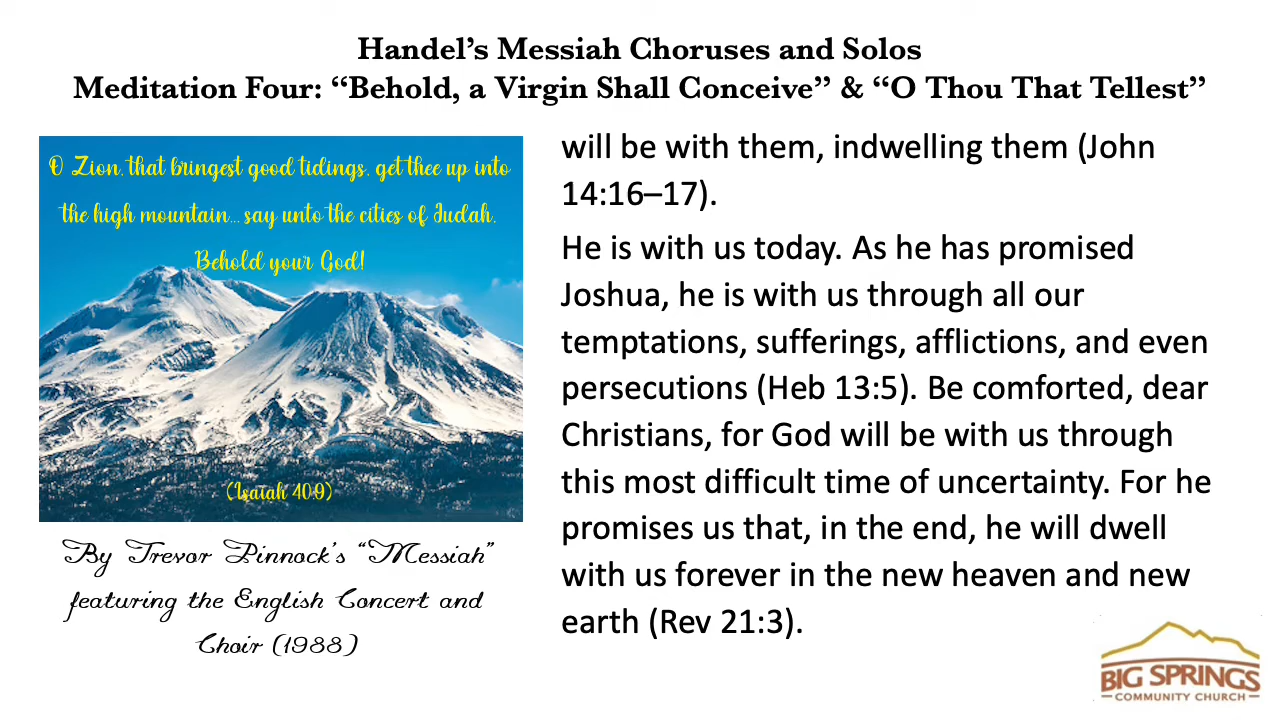 Handel’s Messiah Choruses and Solos
Meditation Four: “Behold, a Virgin Shall Conceive” & “O Thou That Tellest”
O Zion, that bringest good tidings, get thee up into
the high mountain... say unto the cities of Judah,
Behold your God!
(Isaiah 40:9)
By Trevor Pinnock’s “Messiah”
featuring the English Concert and
Choir (1988)
will be with them, indwelling them (John
14:16–17).
He is with us today. As he has promised
Joshua, he is with us through all our
temptations, sufferings, afflictions, and even
persecutions (Heb 13:5). Be comforted, dear
Christians, for God will be with us through
this most difficult time of uncertainty. For he
promises us that, in the end, he will dwell
with us forever in the new heaven and new
earth (Rev 21:3).
BIG SPRINGS
COMMUNITY CHURCH